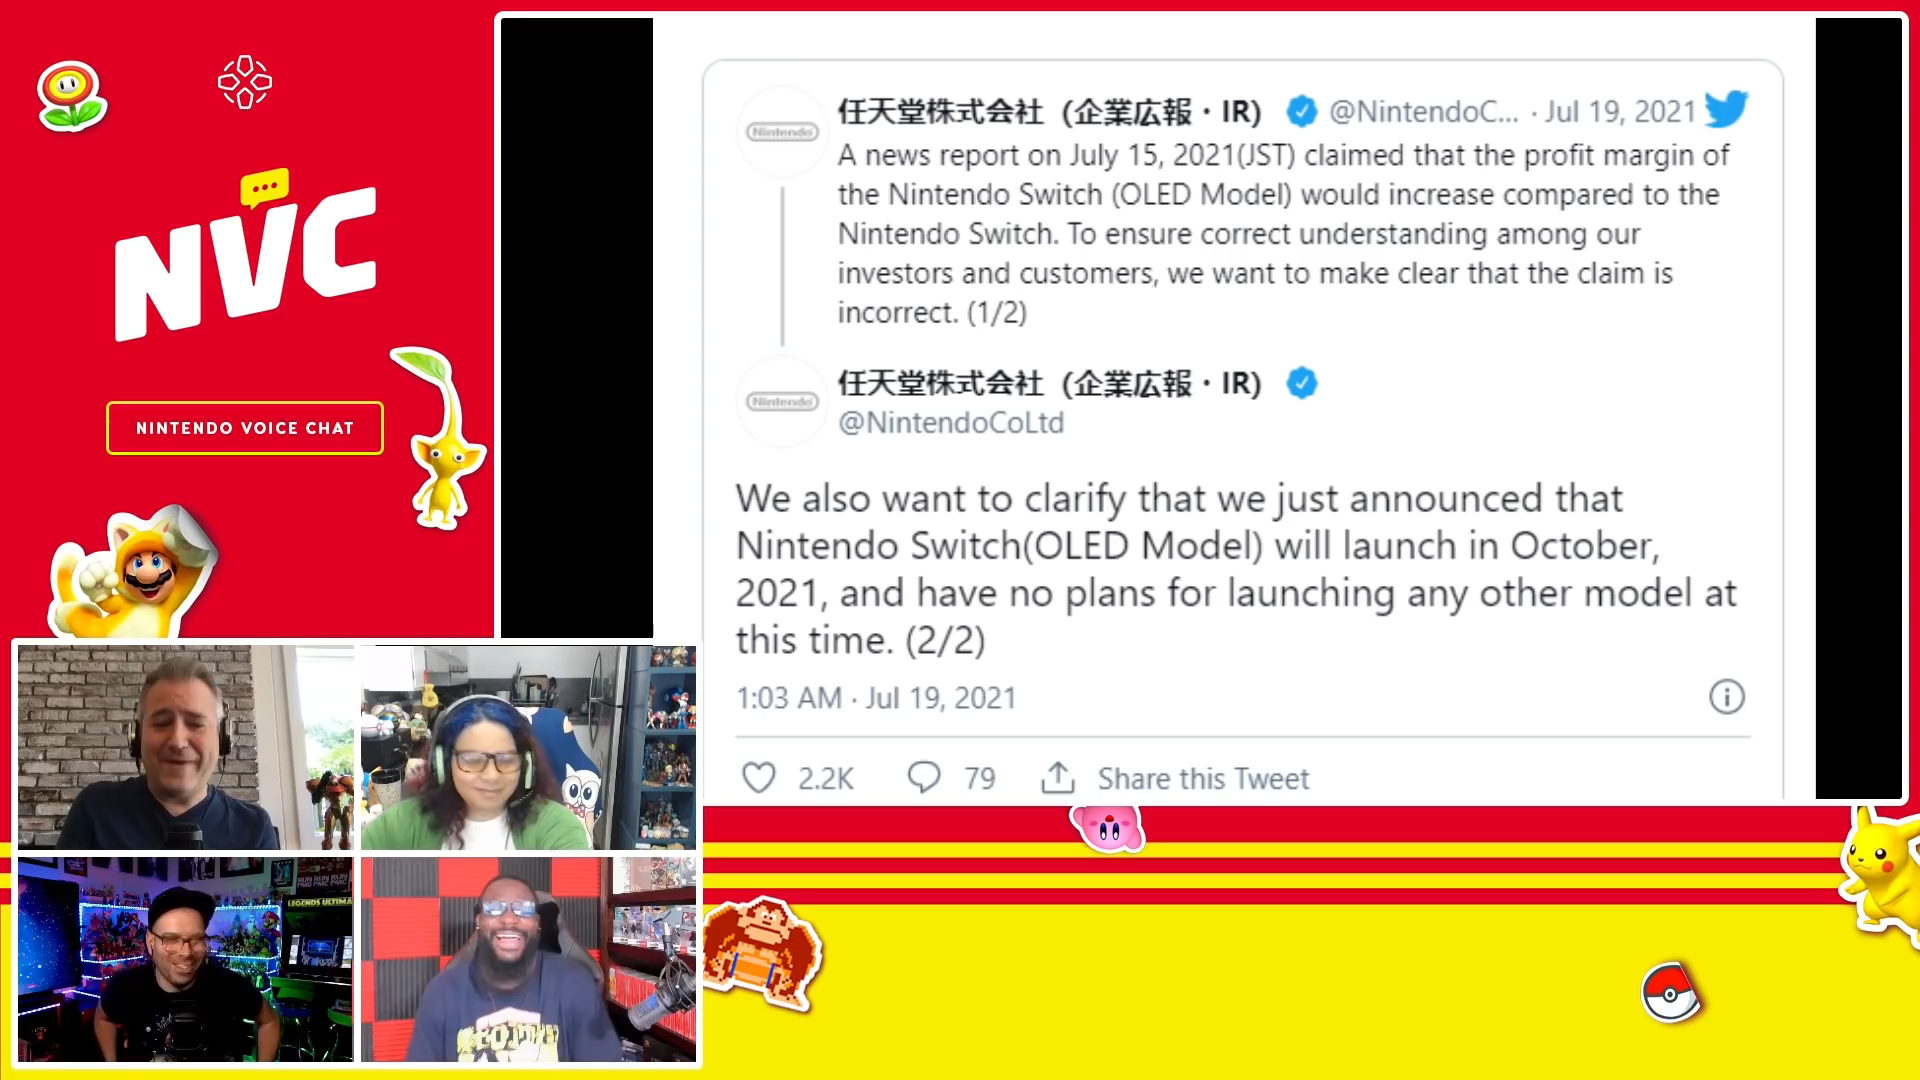 NVC
NINTENDO VOICE CHAT
Nintendo
任天堂株式会社 (企業広報・IR) @NintendoC... · Jul 19, 2021
A news report on July 15, 2021(JST) claimed that the profit margin of
the Nintendo Switch (OLED Model) would increase compared to the
Nintendo Switch. To ensure correct understanding among our
investors and customers, we want to make clear that the claim is
incorrect. (1/2)
Nintendo
任天堂株式会社 (企業広報・IR)
@NintendoCoLtd
We also want to clarify that we just announced that
Nintendo Switch(OLED Model) will launch in October,
2021, and have no plans for launching any other model at
this time. (2/2)
1:03 AM · Jul 19, 2021
2.2K 79 Share this Tweet
LEGENDS ULTIMA